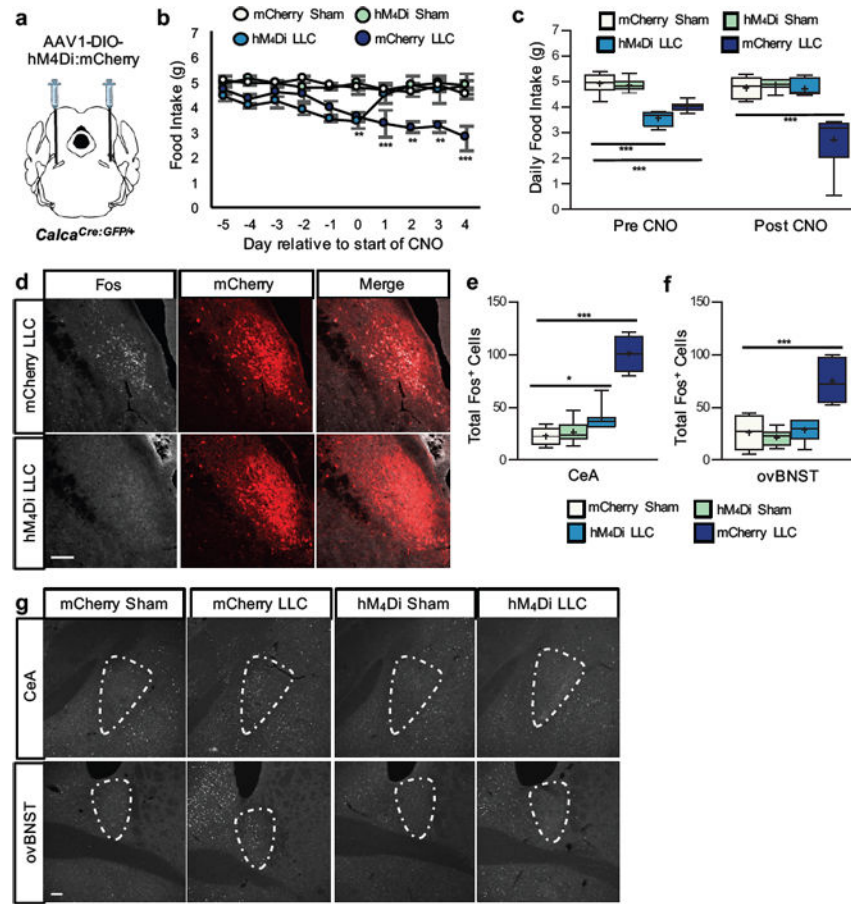 a
AAV1-DIO-
hM4Di:mCherry
Calca^Cre:GFP/+
b
mCherry Sham
hM₄Di Sham
hM₄Di LLC
mCherry LLC
Food Intake (g)
7
6
5
4
3
2
1
0
** *** ** ** ***
-5 -4 -3 -2 -1 0 1 2 3 4
Day relative to start of CNO
c
mCherry Sham
hM₄Di Sham
hM₄Di LLC
mCherry LLC
Daily Food Intake (g)
7
6
5
4
3
2
1
0
***
***
***
Pre CNO Post CNO
d
Fos mCherry Merge
mCherry LLC
hM₄Di LLC
e
***
*
Total Fos⁺ Cells
150
100
50
0
CeA
f
***
Total Fos⁺ Cells
150
100
50
0
ovBNST
mCherry Sham
hM₄Di Sham
hM₄Di LLC
mCherry LLC
g
mCherry Sham mCherry LLC hM₄Di Sham hM₄Di LLC
CeA
ovBNST